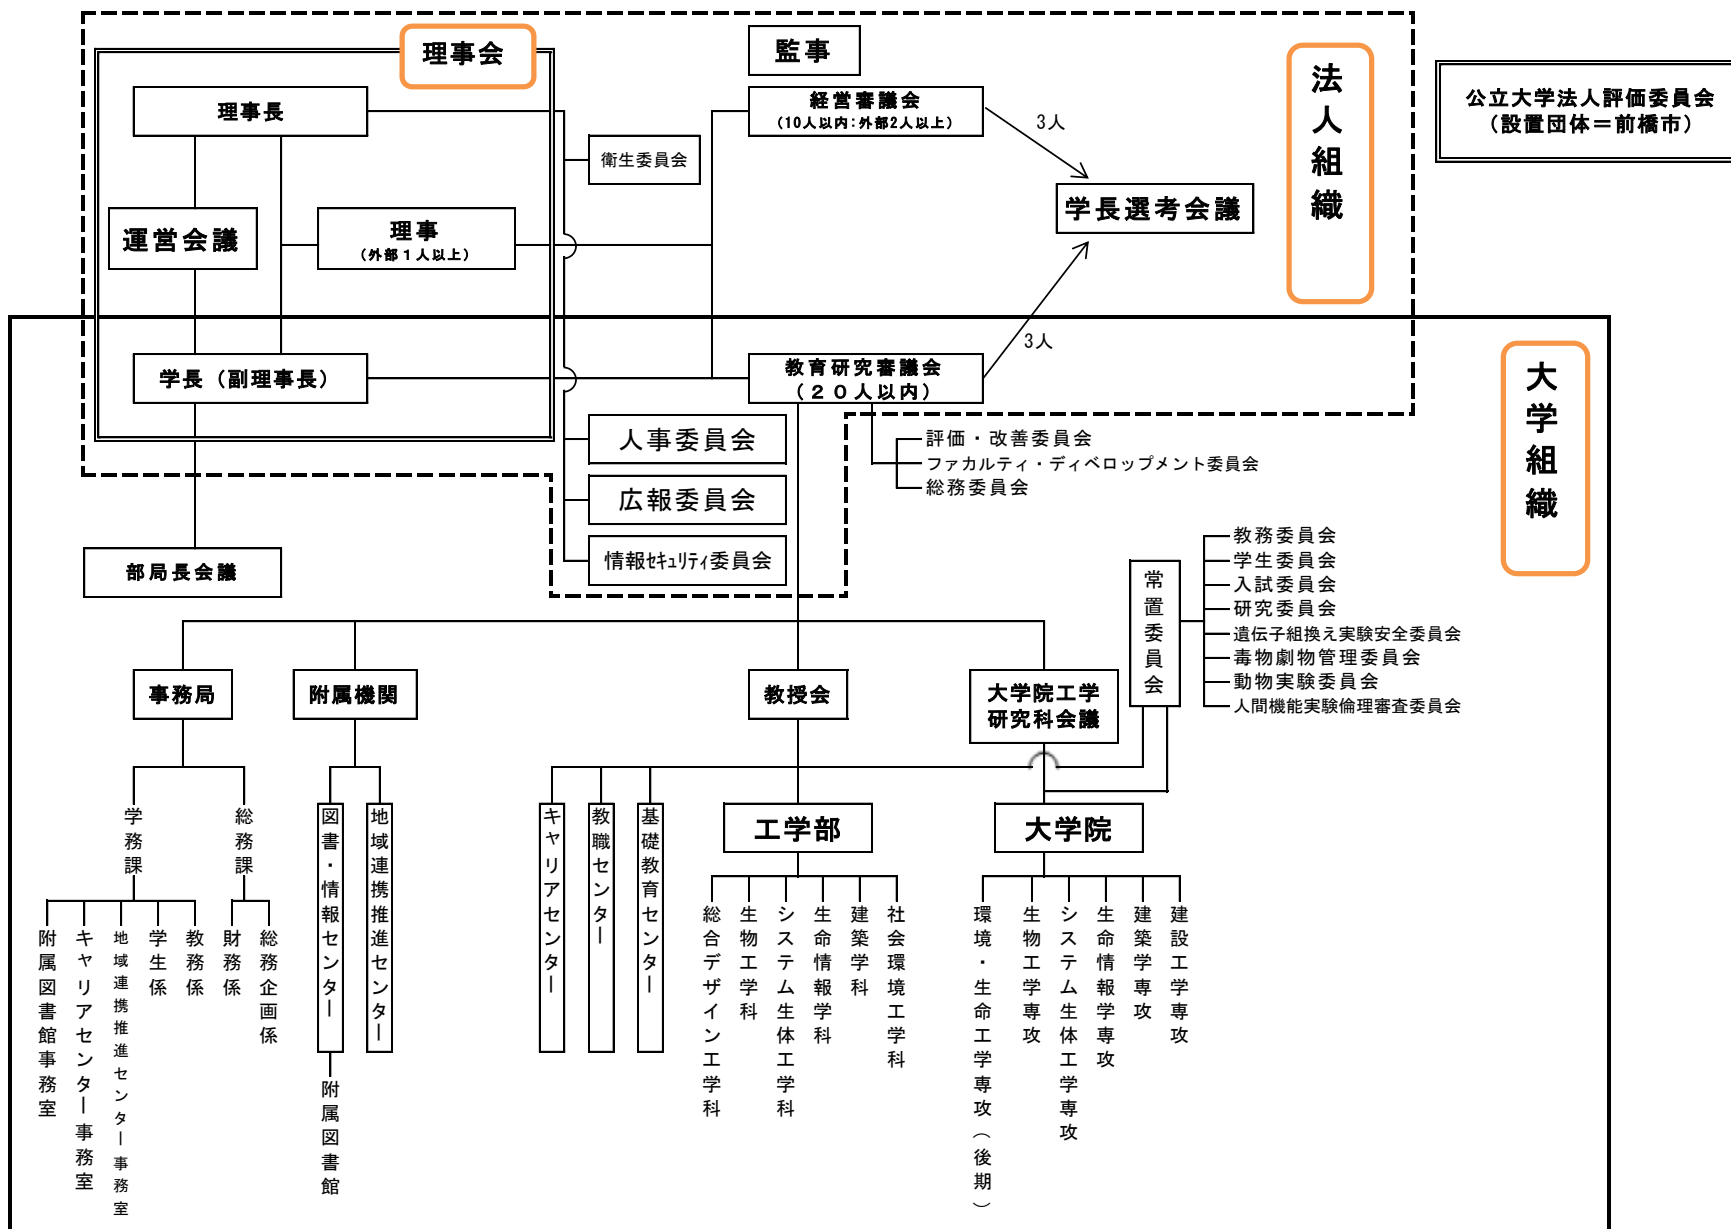 理事会
監事
法人組織
公立大学法人評価委員会
（設置団体＝前橋市）
理事長
経営審議会
（10人以内：外部2人以上）
3人
衛生委員会
学長選考会議
運営会議
理事
（外部１人以上）
3人
学長（副理事長）
教育研究審議会
（２０人以内）
大学組織
人事委員会
広報委員会
情報ｾｷｭﾘﾃｨ委員会
評価・改善委員会
ファカルティ・ディベロップメント委員会
総務委員会
部局長会議
常置委員会
教務委員会
学生委員会
入試委員会
研究委員会
遺伝子組換え実験安全委員会
毒物劇物管理委員会
動物実験委員会
人間機能実験倫理審査委員会
事務局
附属機関
教授会
大学院工学
研究科会議
学務課
総務課
図書・情報センター
地域連携推進センター
キャリアセンター
教職センター
基礎教育センター
工学部
大学院
附属図書館事務室
キャリアセンター事務室
地域連携推進センター事務室
学生係
教務係
財務係
総務企画係
附属図書館
総合デザイン工学科
生物工学科
システム生体工学科
生命情報学科
建築学科
社会環境工学科
環境・生命工学専攻（後期）
生物工学専攻
システム生体工学専攻
生命情報学専攻
建築学専攻
建設工学専攻